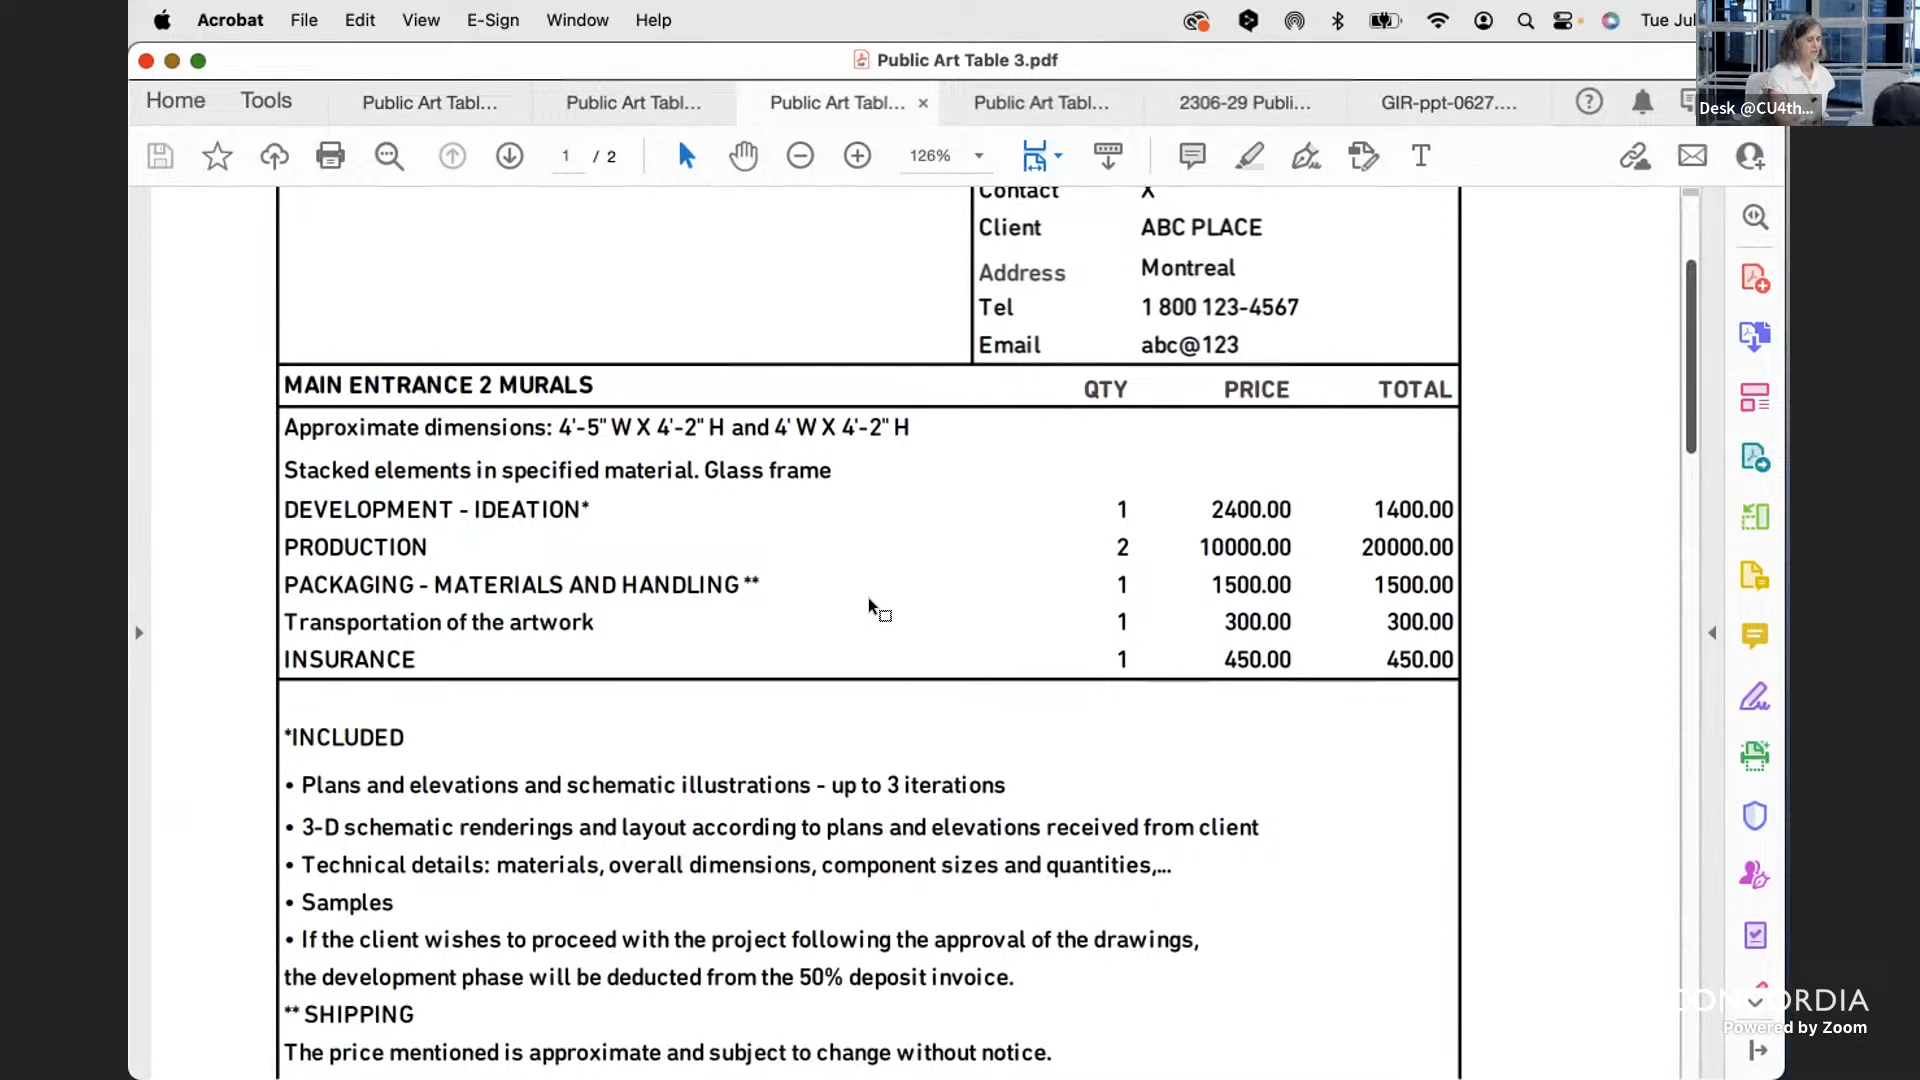 Acrobat File Edit View E-Sign Window Help Tue Jul
Public Art Table 3.pdf
Home Tools Public Art Tabl... Public Art Tabl... Public Art Tabl... × Public Art Tabl... 2306-29 Publi... GIR-ppt-0627....
Desk @CU4th...
1 / 2 126%
Contact X
Client ABC PLACE
Address Montreal
Tel 1 800 123-4567
Email abc@123
MAIN ENTRANCE 2 MURALS QTY PRICE TOTAL
Approximate dimensions: 4'-5" W X 4'-2" H and 4' W X 4'-2" H
Stacked elements in specified material. Glass frame
DEVELOPMENT - IDEATION* 1 2400.00 1400.00
PRODUCTION 2 10000.00 20000.00
PACKAGING - MATERIALS AND HANDLING ** 1 1500.00 1500.00
Transportation of the artwork 1 300.00 300.00
INSURANCE 1 450.00 450.00
*INCLUDED
• Plans and elevations and schematic illustrations - up to 3 iterations
• 3-D schematic renderings and layout according to plans and elevations received from client
• Technical details: materials, overall dimensions, component sizes and quantities,...
• Samples
• If the client wishes to proceed with the project following the approval of the drawings,
the development phase will be deducted from the 50% deposit invoice.
** SHIPPING
The price mentioned is approximate and subject to change without notice.
CONCORDIA
Powered by Zoom